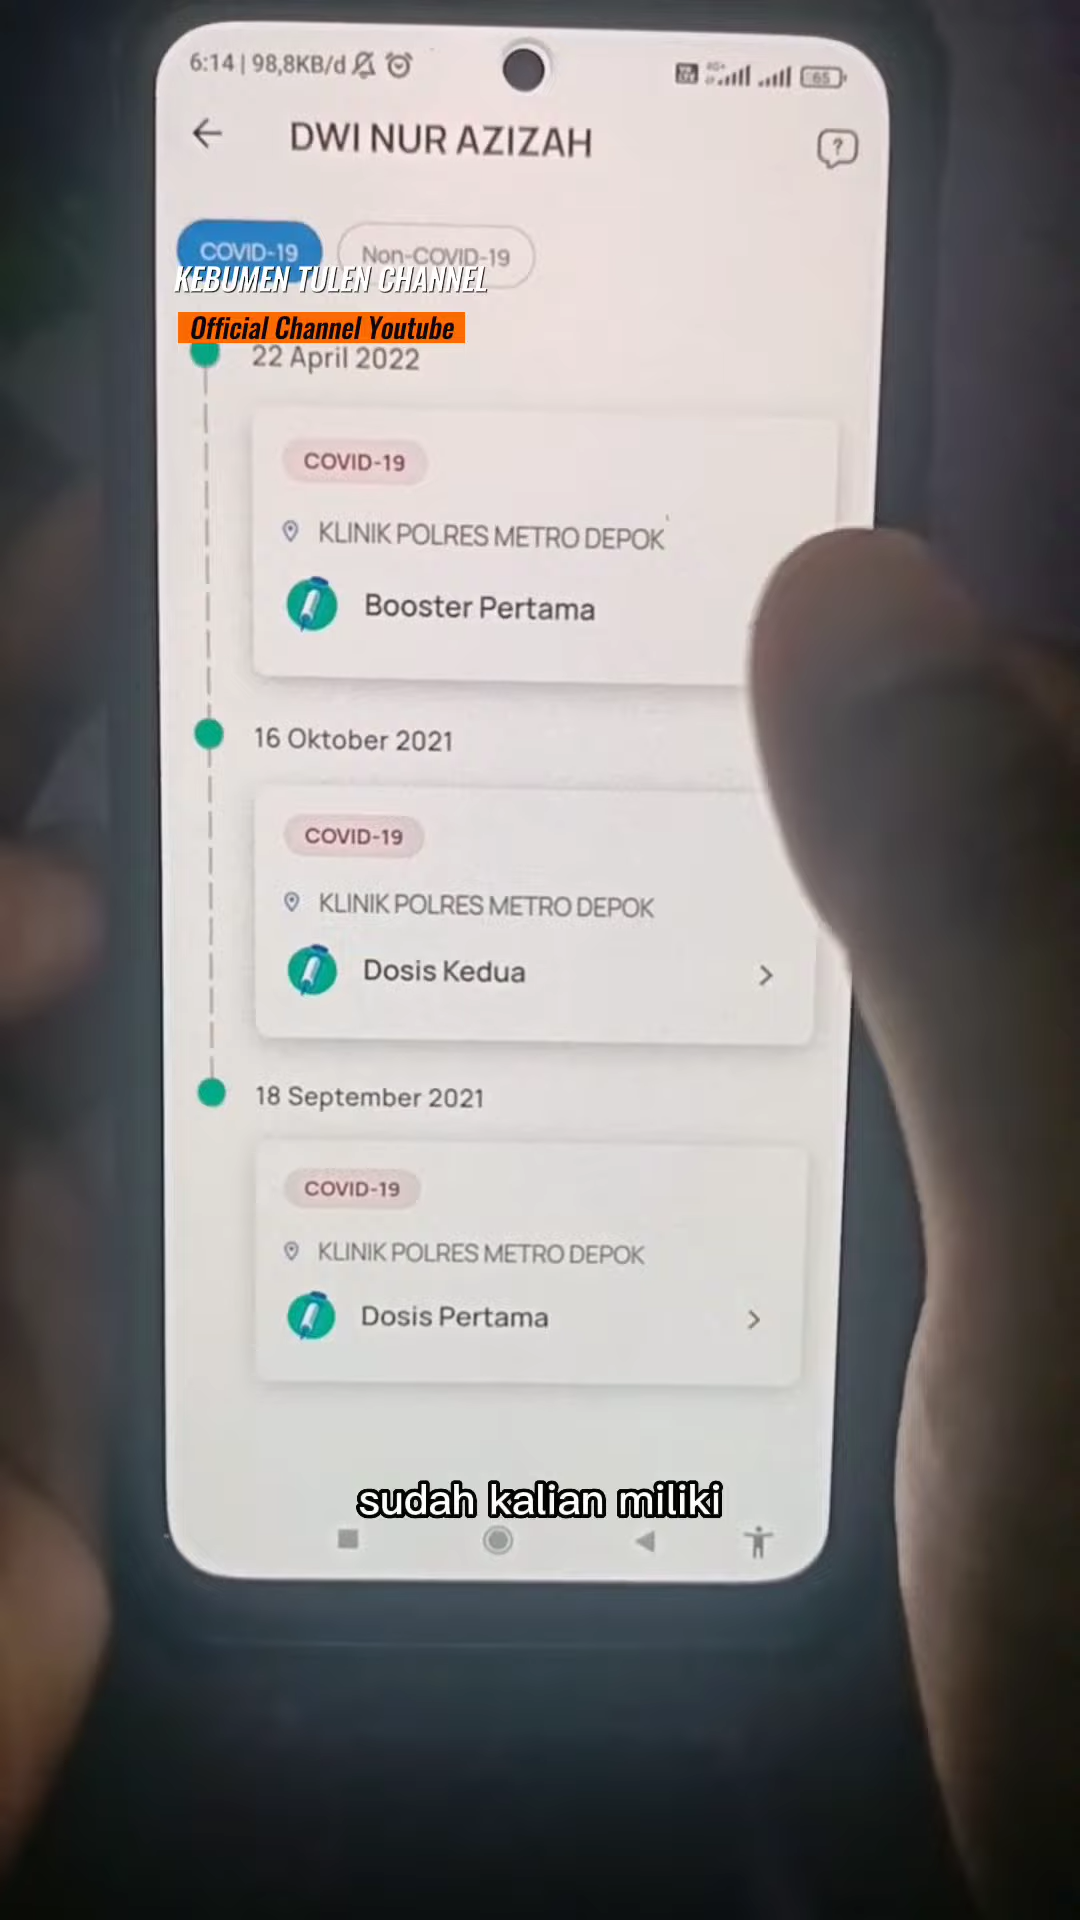 6:14 | 98,8KB/d
65
DWI NUR AZIZAH
?
COVID-19
Non-COVID-19
KEBUMEN TULEN CHANNEL
Official Channel Youtube
22 April 2022
COVID-19
KLINIK POLRES METRO DEPOK
Booster Pertama
16 Oktober 2021
COVID-19
KLINIK POLRES METRO DEPOK
Dosis Kedua
18 September 2021
COVID-19
KLINIK POLRES METRO DEPOK
Dosis Pertama
sudah kalian miliki